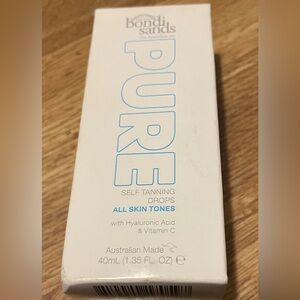 bondi
sands
PURE
SELF TANNING
DROPS
ALL SKIN TONES
with Hyaluronic Acid
& Vitamin C
Australian Made
40mL (1.35 FL. OZ) e